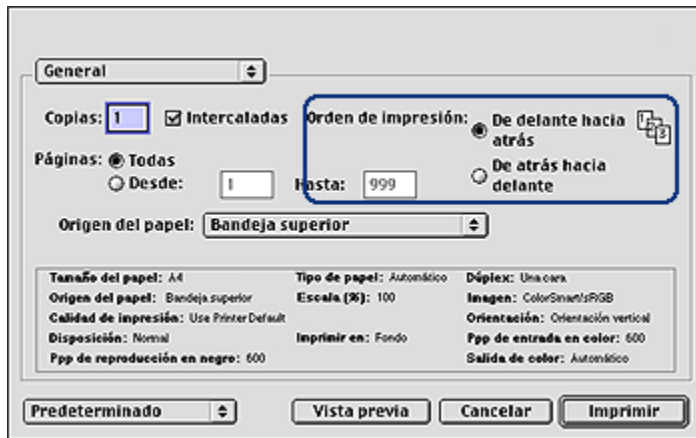 General
Copias: 1 Intercaladas Orden de impresión: De delante hacia atrás
Páginas: Todas
Desde: 1 Hasta: 999 De atrás hacia delante
Origen del papel: Bandeja superior
Tamaño del papel: A4 Tipo de papel: Automático Dúplex: Una cara
Origen del papel: Bandeja superior Escala (%): 100 Imagen: ColorSmart/sRGB
Calidad de impresión: Use Printer Default Orientación: Orientación vertical
Disposición: Normal Imprimir en: Fondo Ppp de entrada en color: 600
Ppp de reproducción en negro: 600 Salida de color: Automático
Predeterminado Vista previa Cancelar Imprimir